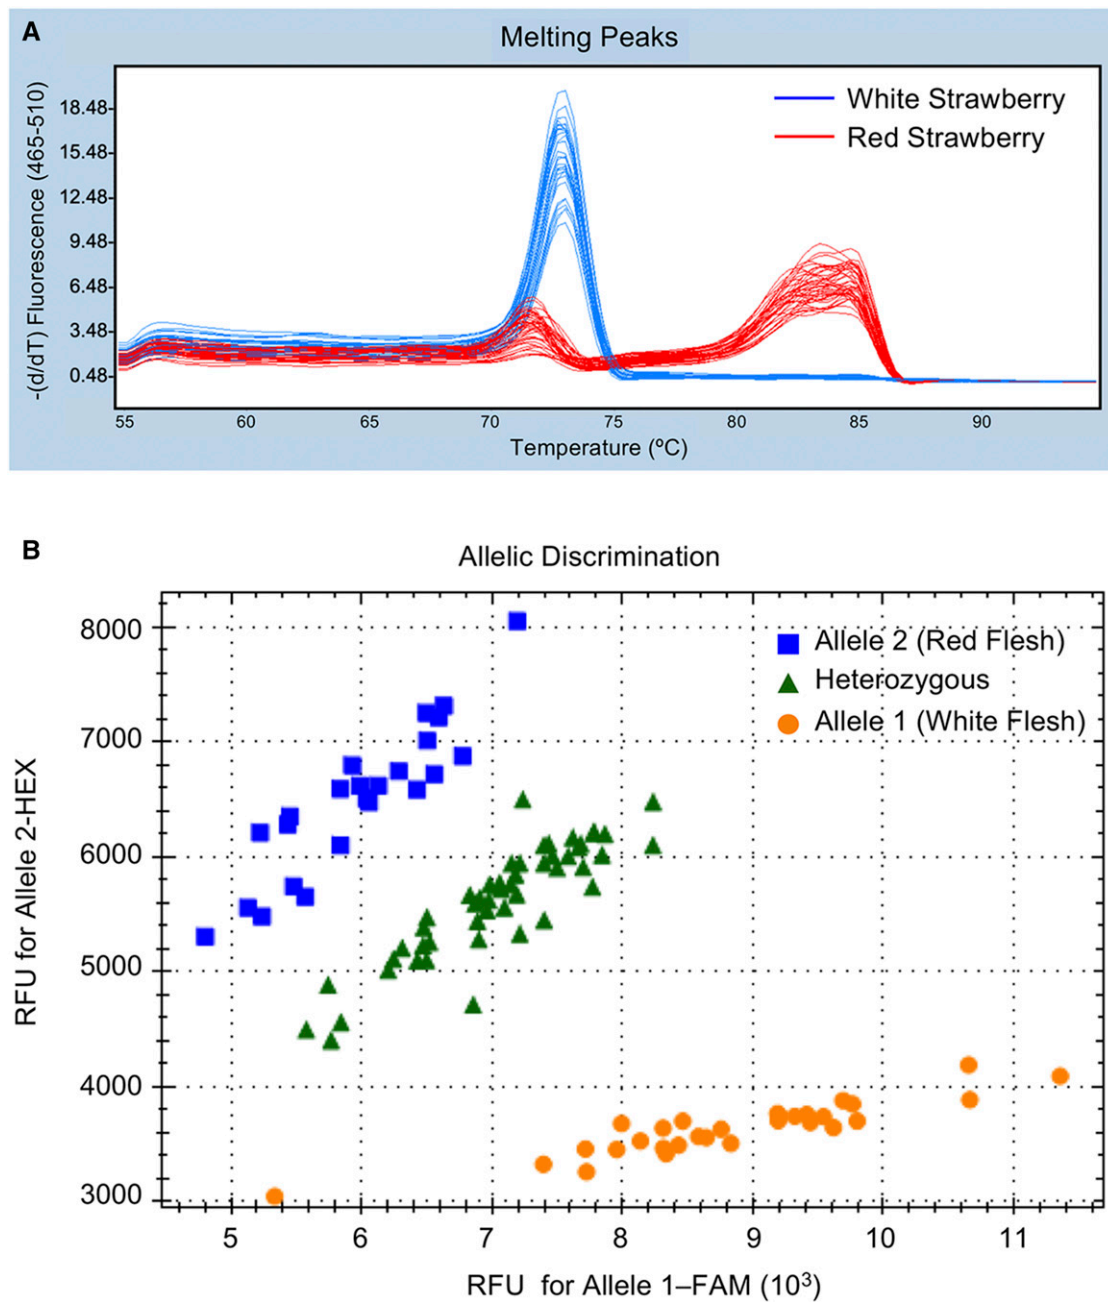 A
Melting Peaks
-(d/dT) Fluorescence (465-510)
18.48
15.48
12.48
9.48
6.48
3.48
0.48
White Strawberry
Red Strawberry
55 60 65 70 75 80 85 90
Temperature (ºC)
B
Allelic Discrimination
RFU for Allele 2-HEX
8000
7000
6000
5000
4000
3000
Allele 2 (Red Flesh)
Heterozygous
Allele 1 (White Flesh)
5 6 7 8 9 10 11
RFU for Allele 1–FAM (10³)